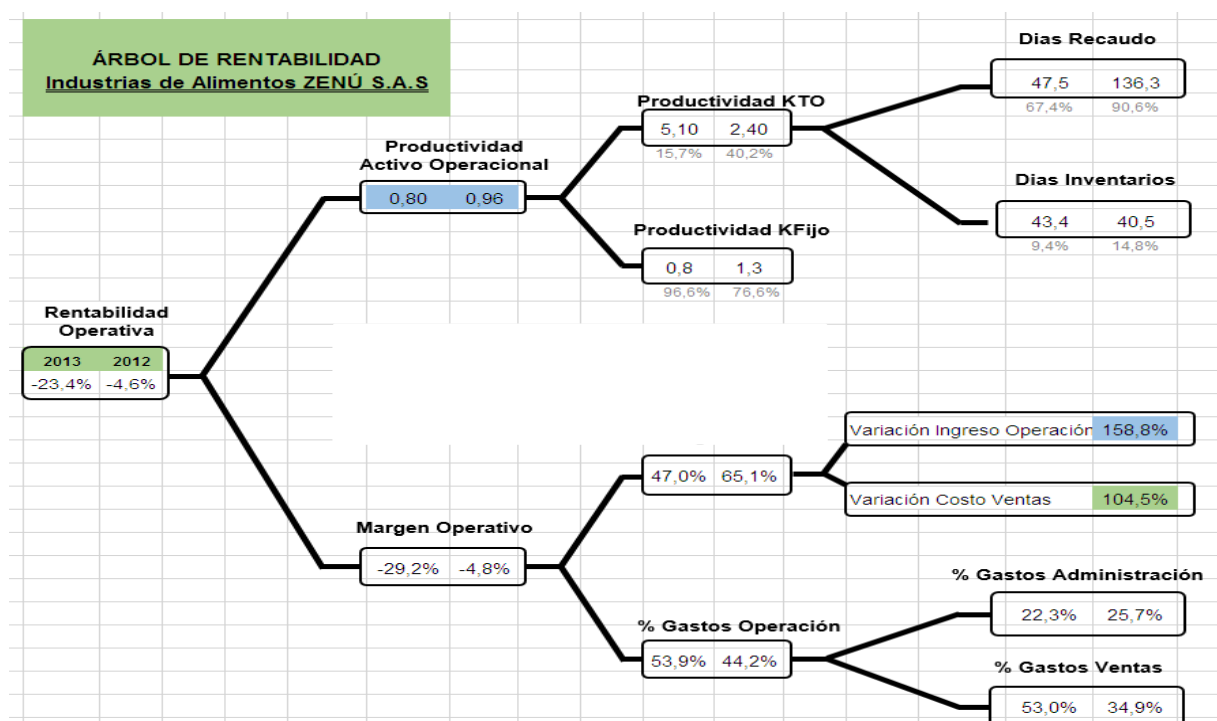 ÁRBOL DE RENTABILIDAD
Industrias de Alimentos ZENÚ S.A.S
Dias Recaudo
47,5 136,3
67,4% 90,6%
Productividad KTO
5,10 2,40
15,7% 40,2%
Productividad
Activo Operacional
0,80 0,96
Dias Inventarios
43,4 40,5
9,4% 14,8%
Productividad KFijo
0,8 1,3
96,6% 76,6%
Rentabilidad
Operativa
2013 2012
-23,4% -4,6%
Variación Ingreso Operación 158,8%
47,0% 65,1%
Variación Costo Ventas 104,5%
Margen Operativo
-29,2% -4,8%
% Gastos Administración
22,3% 25,7%
% Gastos Operación
53,9% 44,2%
% Gastos Ventas
53,0% 34,9%